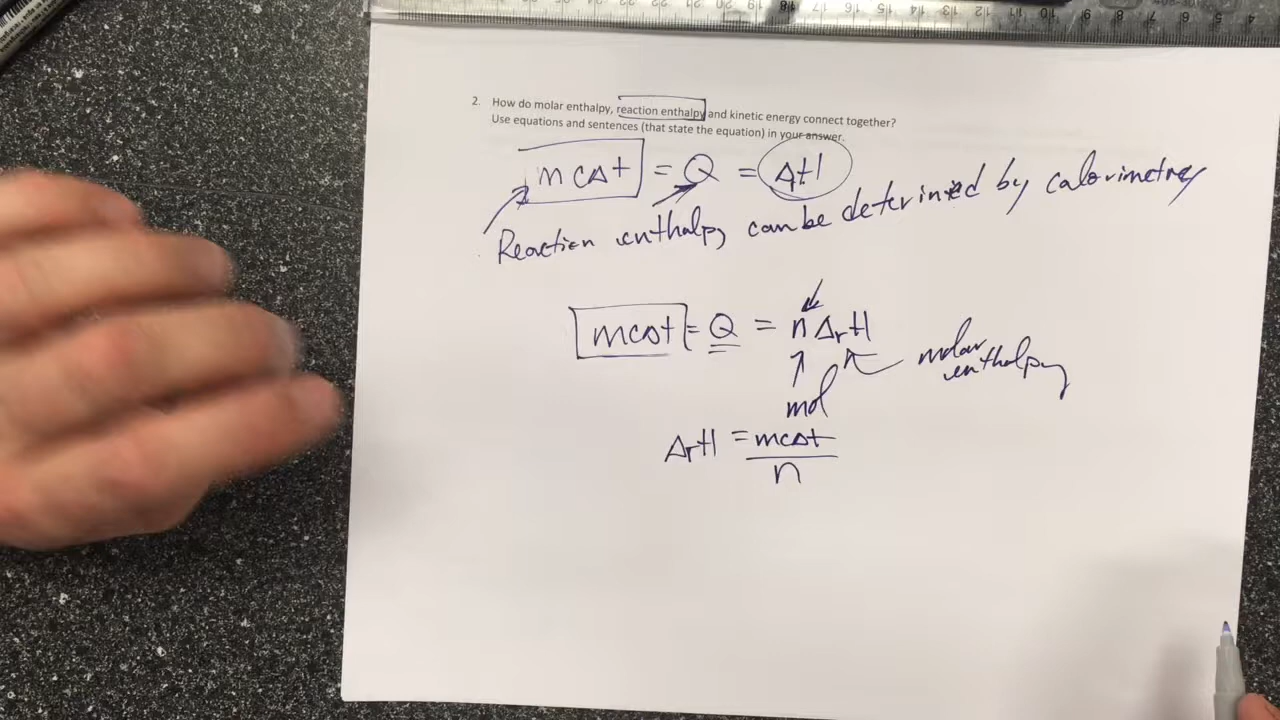 2. How do molar enthalpy, reaction enthalpy and kinetic energy connect together?
Use equations and sentences (that state the equation) in your answer.
mcΔt = Q = ΔH
Reaction enthalpy can be determined by calorimetry
mcΔt = Q = nΔrH
molar
enthalpy
mol
ΔrH = mcΔt
n